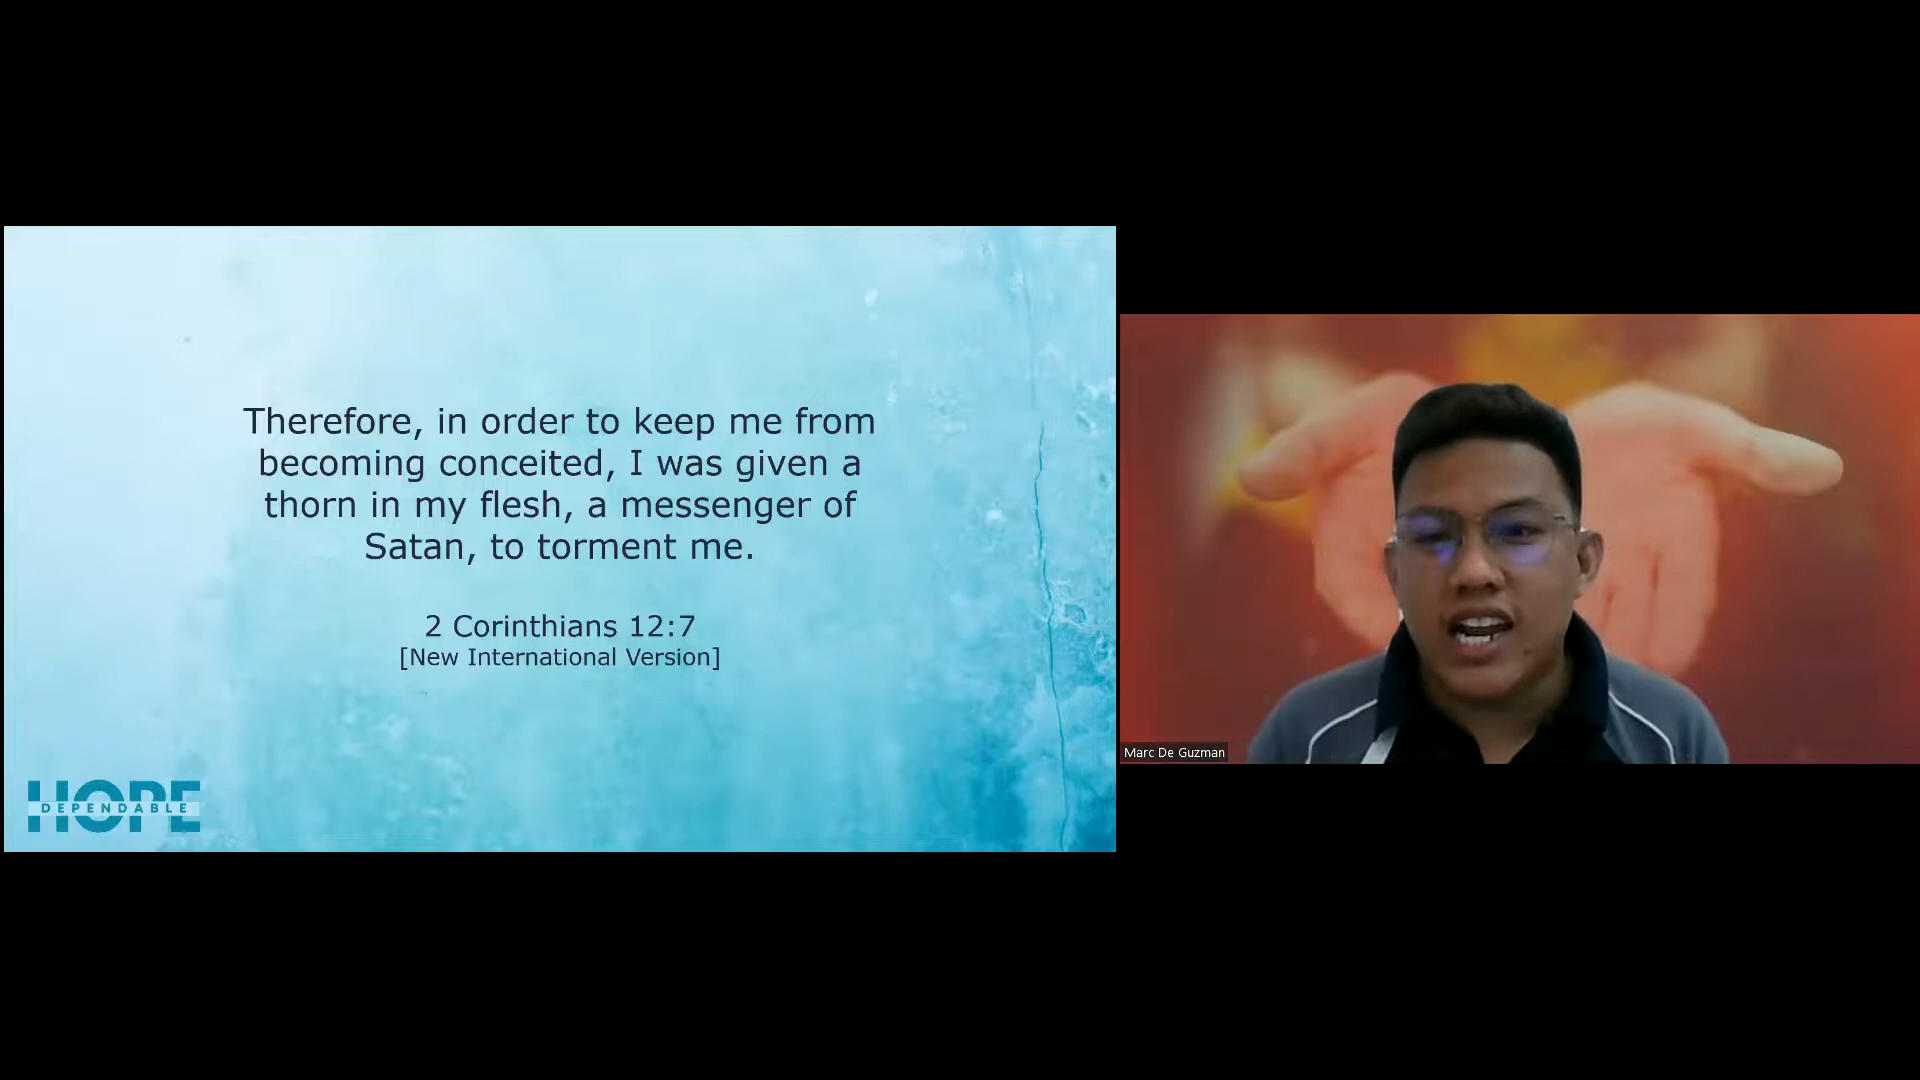 Therefore, in order to keep me from
becoming conceited, I was given a
thorn in my flesh, a messenger of
Satan, to torment me.
2 Corinthians 12:7
[New International Version]
HOPE
DEPENDABLE
Marc De Guzman